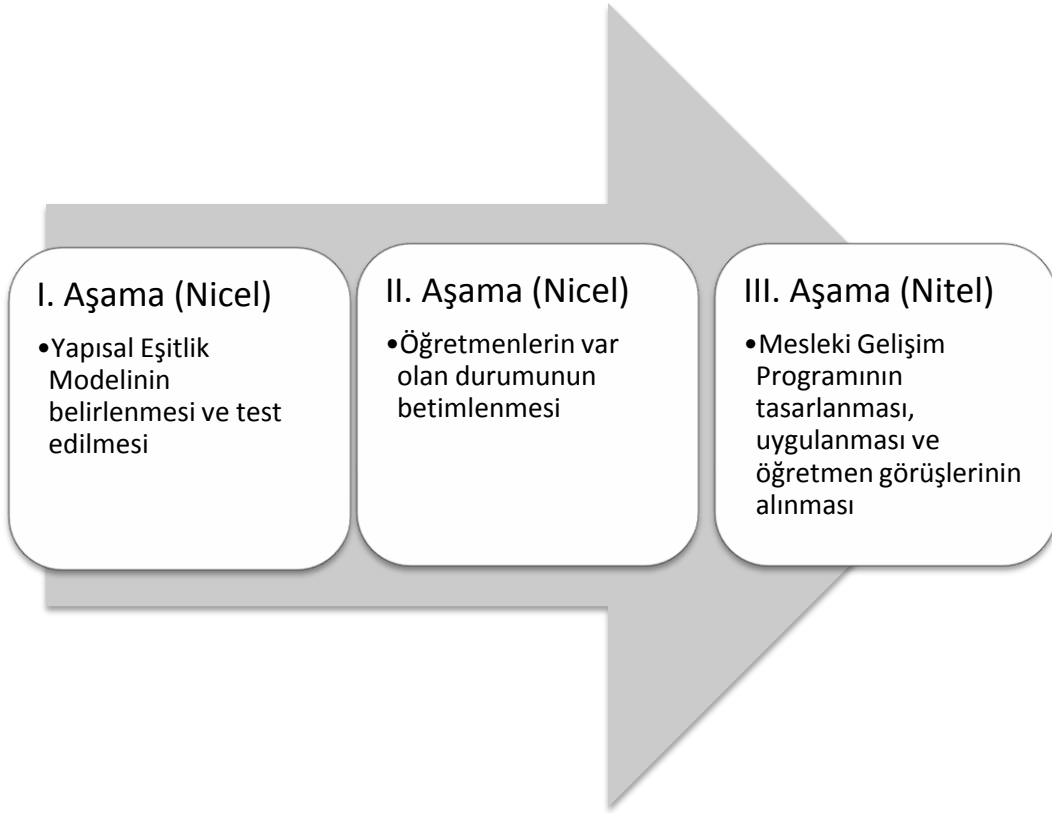 I. Aşama (Nicel)
•Yapısal Eşitlik
Modelinin
belirlenmesi ve test
edilmesi
II. Aşama (Nicel)
•Öğretmenlerin var
olan durumunun
betimlenmesi
III. Aşama (Nitel)
•Mesleki Gelişim
Programının
tasarlanması,
uygulanması ve
öğretmen görüşlerinin
alınması